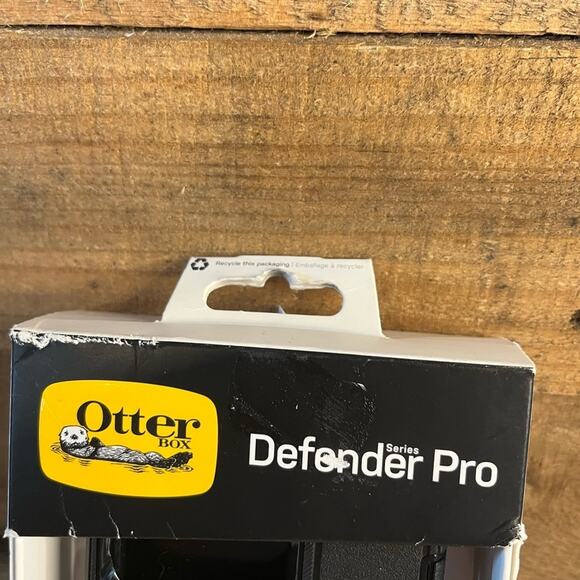 Recycle this packaging | Emballage à recycler
Otter
BOX
Series
Defender Pro